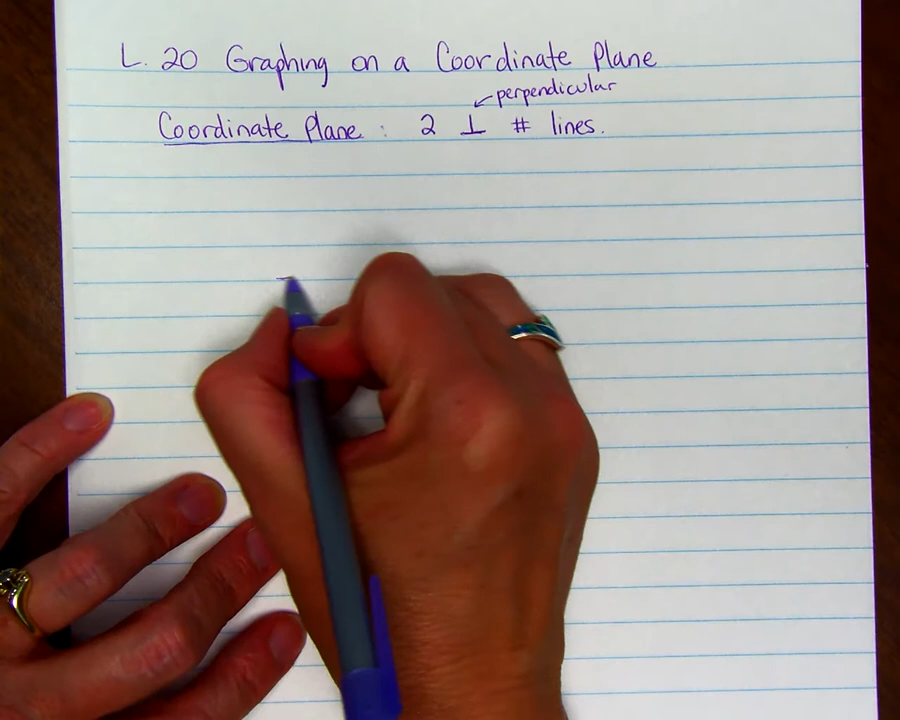 L. 20 Graphing on a Coordinate Plane
perpendicular
Coordinate Plane : 2 ⊥ # lines.